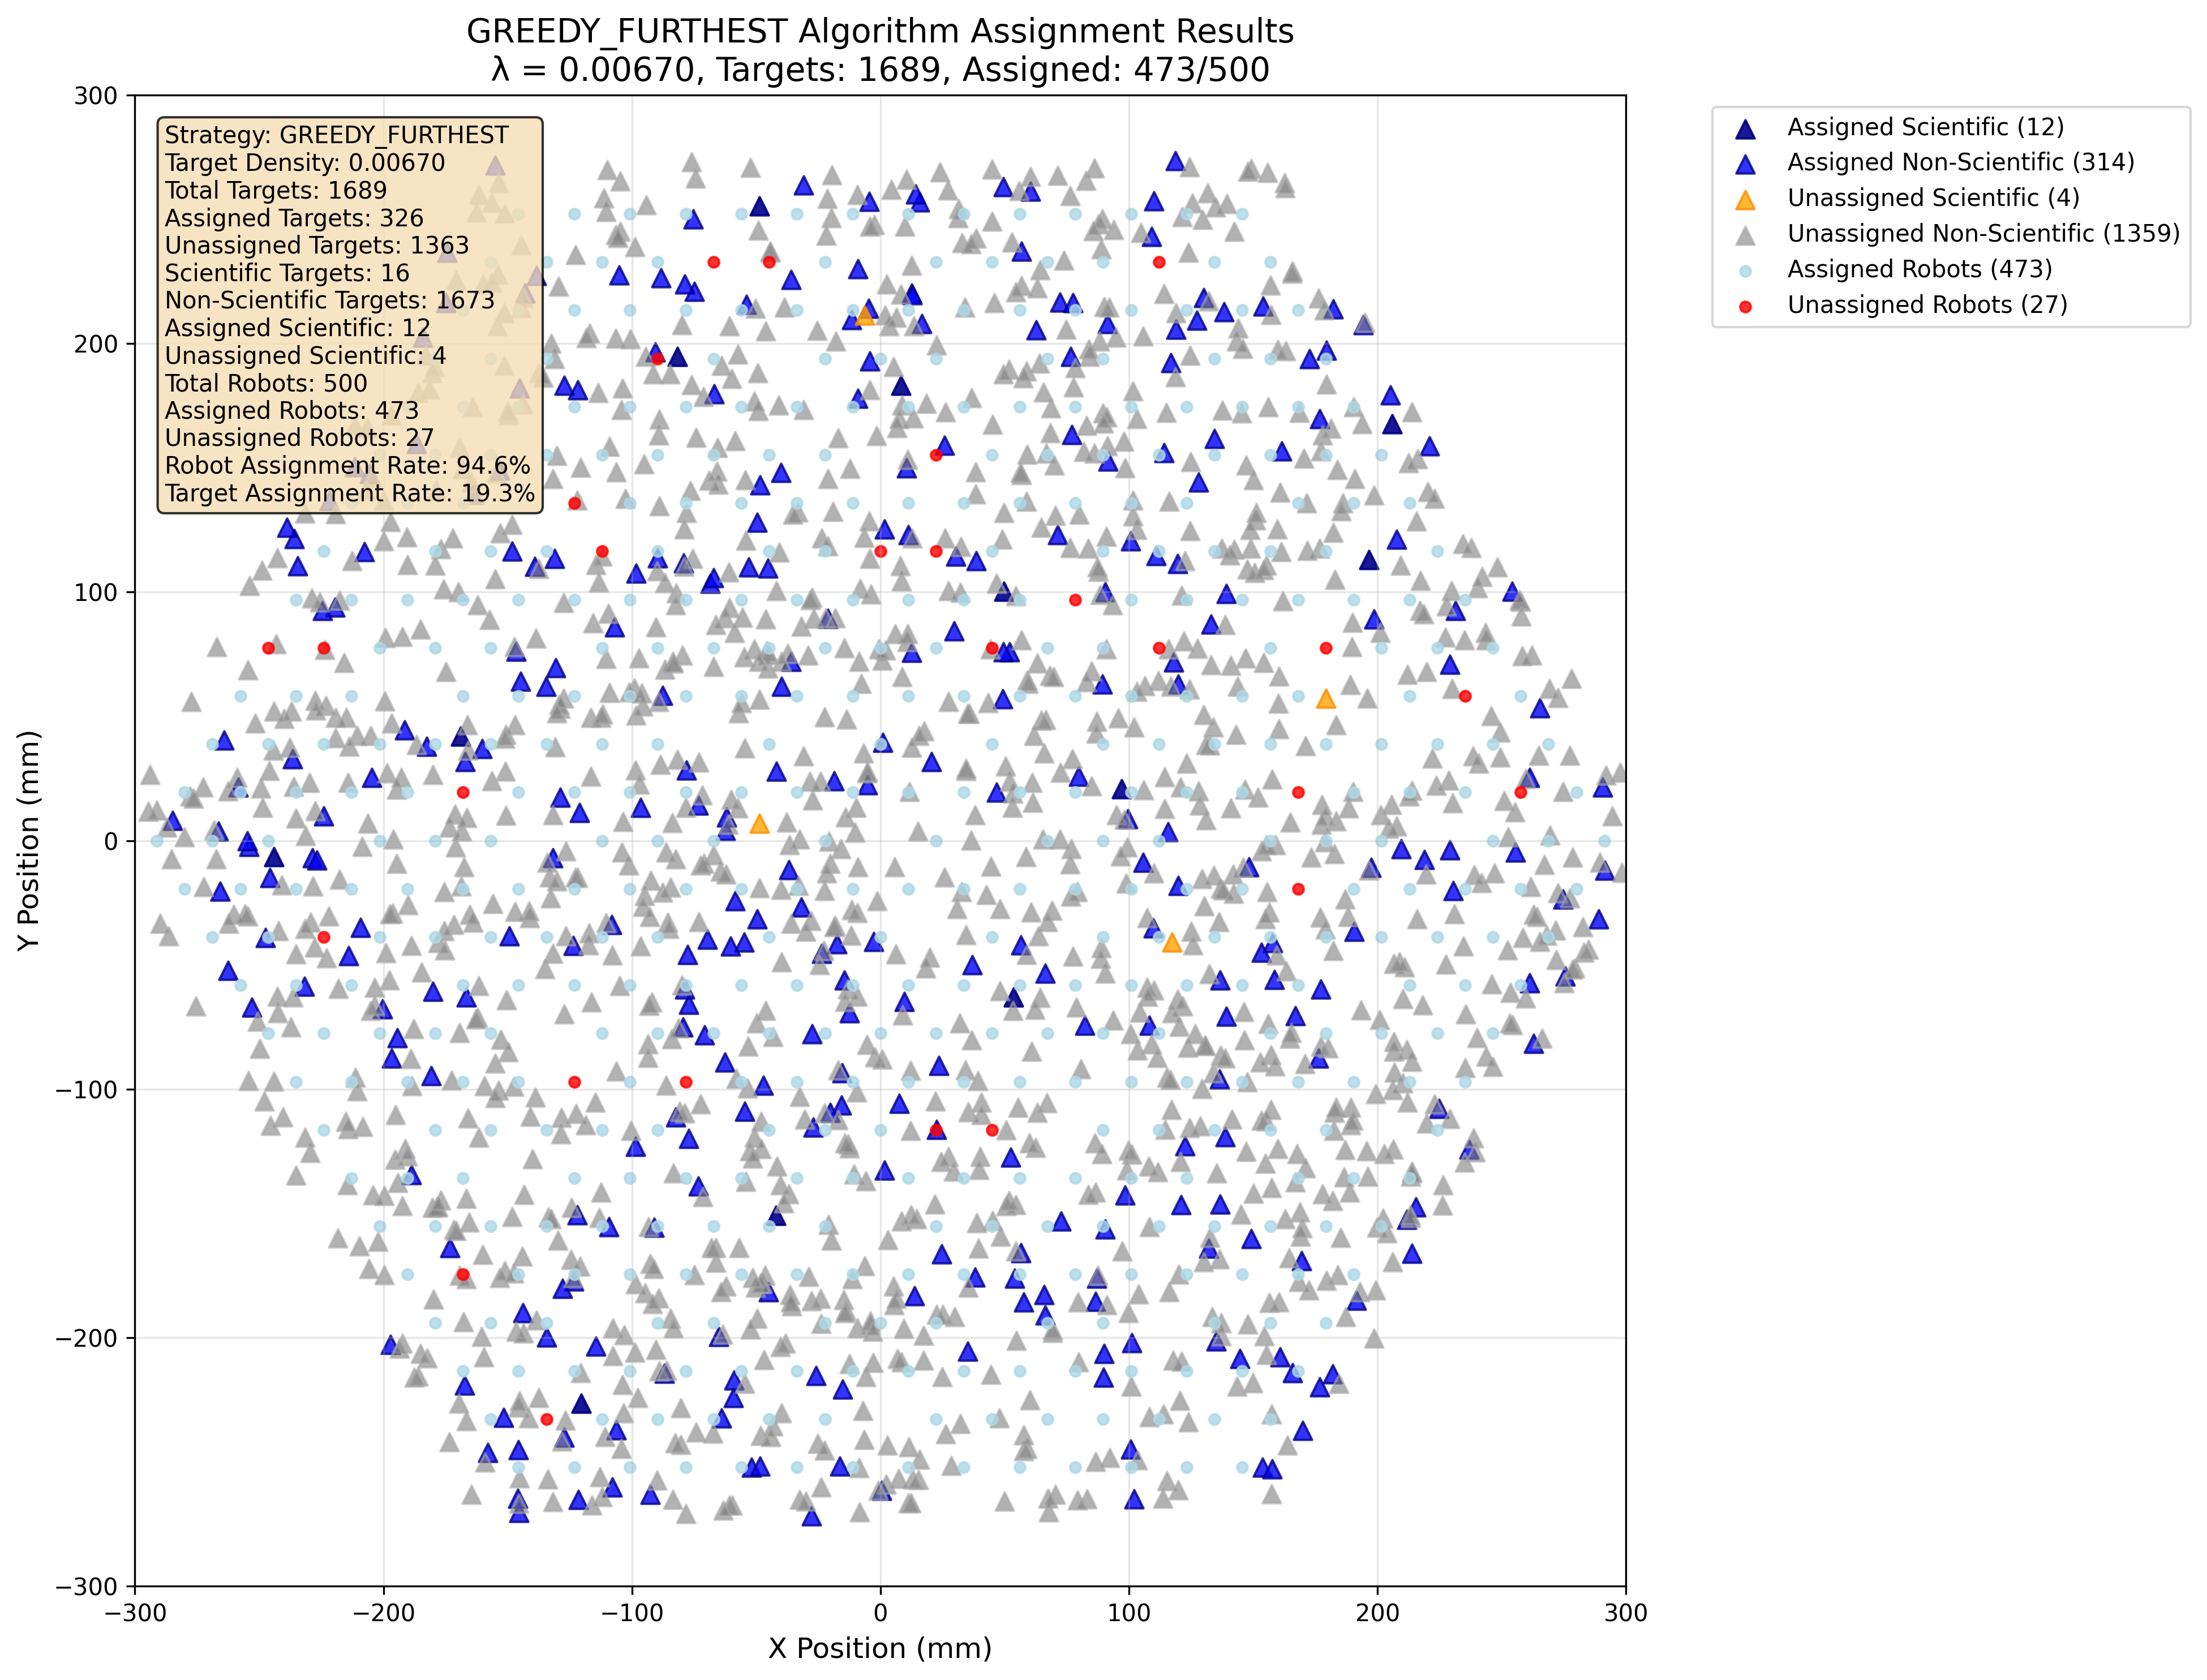 GREEDY_FURTHEST Algorithm Assignment Results
λ = 0.00670, Targets: 1689, Assigned: 473/500
Strategy: GREEDY_FURTHEST
Target Density: 0.00670
Total Targets: 1689
Assigned Targets: 326
Unassigned Targets: 1363
Scientific Targets: 16
Non-Scientific Targets: 1673
Assigned Scientific: 12
Unassigned Scientific: 4
Total Robots: 500
Assigned Robots: 473
Unassigned Robots: 27
Robot Assignment Rate: 94.6%
Target Assignment Rate: 19.3%
Assigned Scientific (12)
Assigned Non-Scientific (314)
Unassigned Scientific (4)
Unassigned Non-Scientific (1359)
Assigned Robots (473)
Unassigned Robots (27)
Y Position (mm)
300
200
100
0
−100
−200
−300
−300 −200 −100 0 100 200 300
X Position (mm)